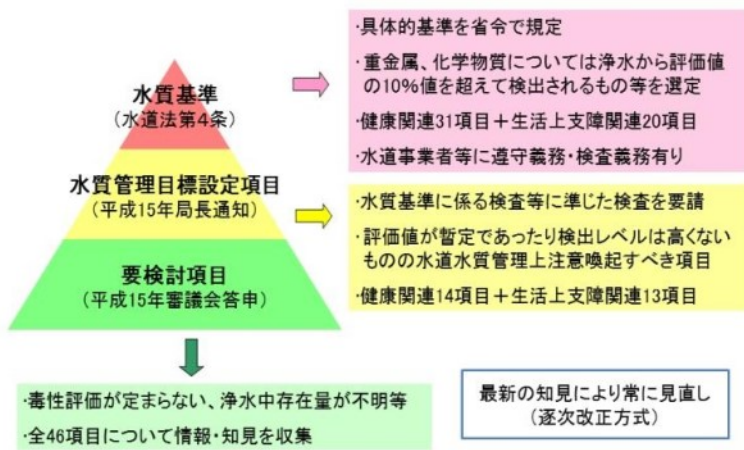 水質基準
（水道法第4条）
水質管理目標設定項目
（平成15年局長通知）
要検討項目
（平成15年審議会答申）
・具体的基準を省令で規定
・重金属、化学物質については浄水から評価値
の10%値を超えて検出されるもの等を選定
・健康関連31項目＋生活上支障関連20項目
・水道事業者等に遵守義務・検査義務有り
・水質基準に係る検査等に準じた検査を要請
・評価値が暫定であったり検出レベルは高くない
ものの水道水質管理上注意喚起すべき項目
・健康関連14項目＋生活上支障関連13項目
・毒性評価が定まらない、浄水中存在量が不明等
・全46項目について情報・知見を収集
最新の知見により常に見直し
（逐次改正方式）